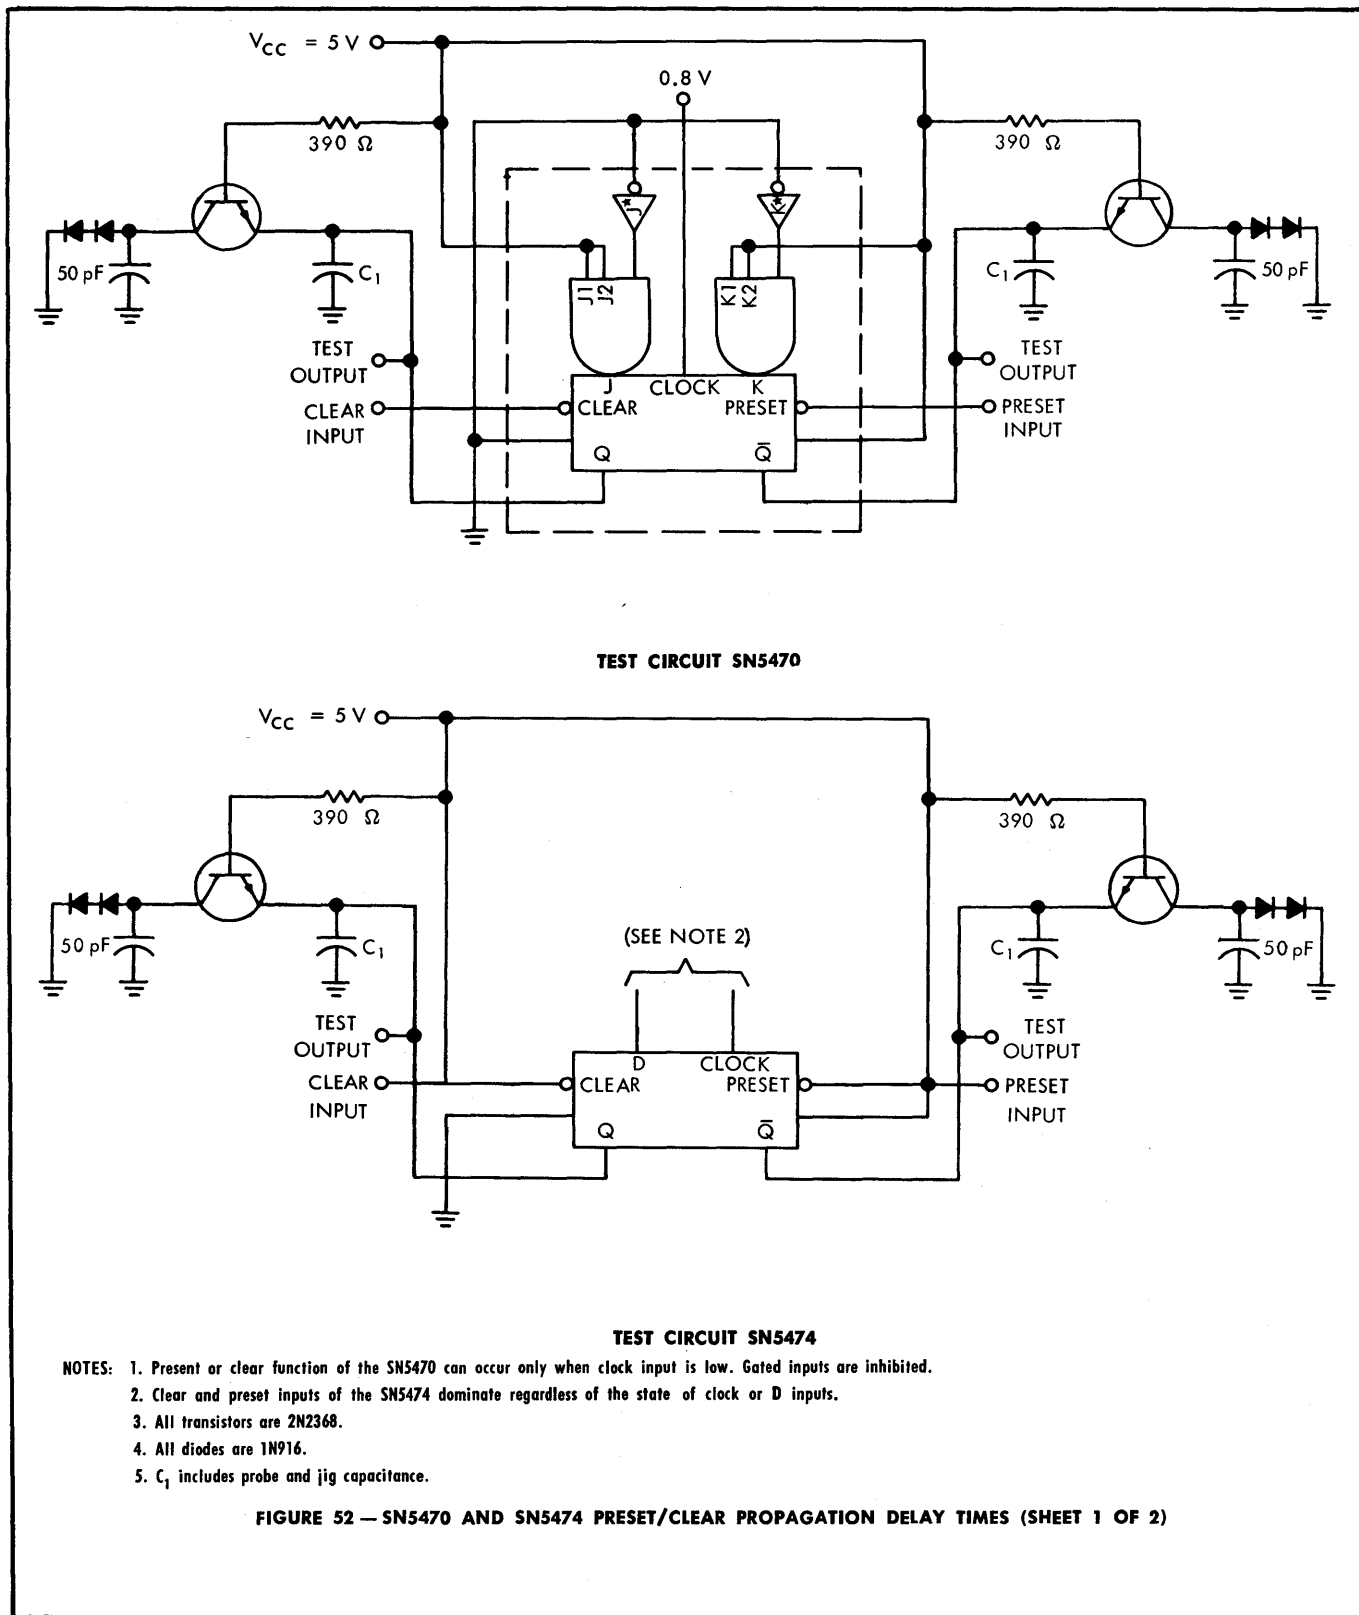 V_CC = 5 V
0.8 V
390 Ω
390 Ω
J*
K*
50 pF
C₁
J1
J2
K1
K2
C₁
50 pF
TEST
OUTPUT
TEST
OUTPUT
J CLOCK K
CLEAR
INPUT
CLEAR
PRESET
PRESET
INPUT
Q
Q̅
TEST CIRCUIT SN5470
V_CC = 5 V
390 Ω
390 Ω
50 pF
C₁
(SEE NOTE 2)
C₁
50 pF
TEST
OUTPUT
TEST
OUTPUT
D CLOCK
CLEAR
INPUT
CLEAR
PRESET
PRESET
INPUT
Q
Q̅
TEST CIRCUIT SN5474
NOTES: 1. Present or clear function of the SN5470 can occur only when clock input is low. Gated inputs are inhibited.
2. Clear and preset inputs of the SN5474 dominate regardless of the state of clock or D inputs.
3. All transistors are 2N2368.
4. All diodes are 1N916.
5. C₁ includes probe and jig capacitance.
FIGURE 52 — SN5470 AND SN5474 PRESET/CLEAR PROPAGATION DELAY TIMES (SHEET 1 OF 2)